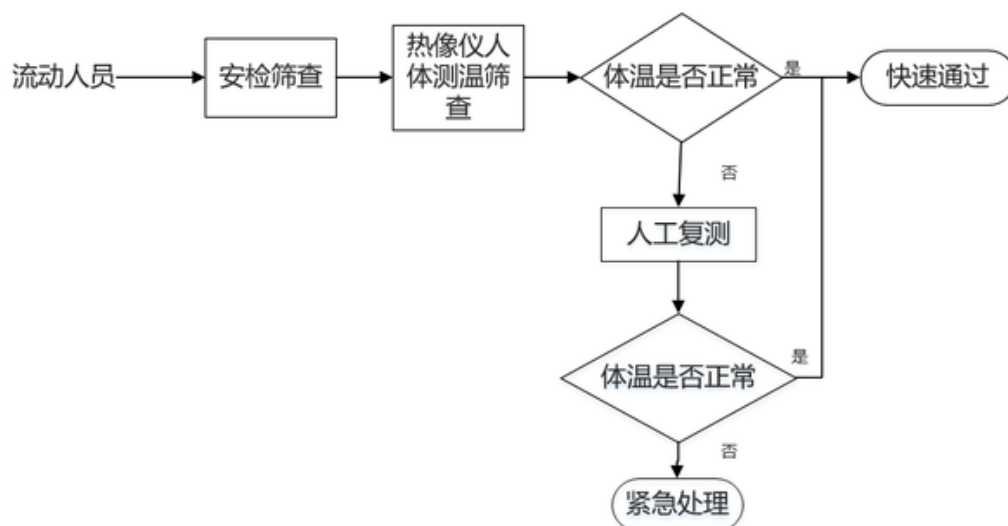 流动人员
安检筛查
热像仪人
体测温筛
查
体温是否正常
是
快速通过
否
人工复测
体温是否正常
是
否
紧急处理